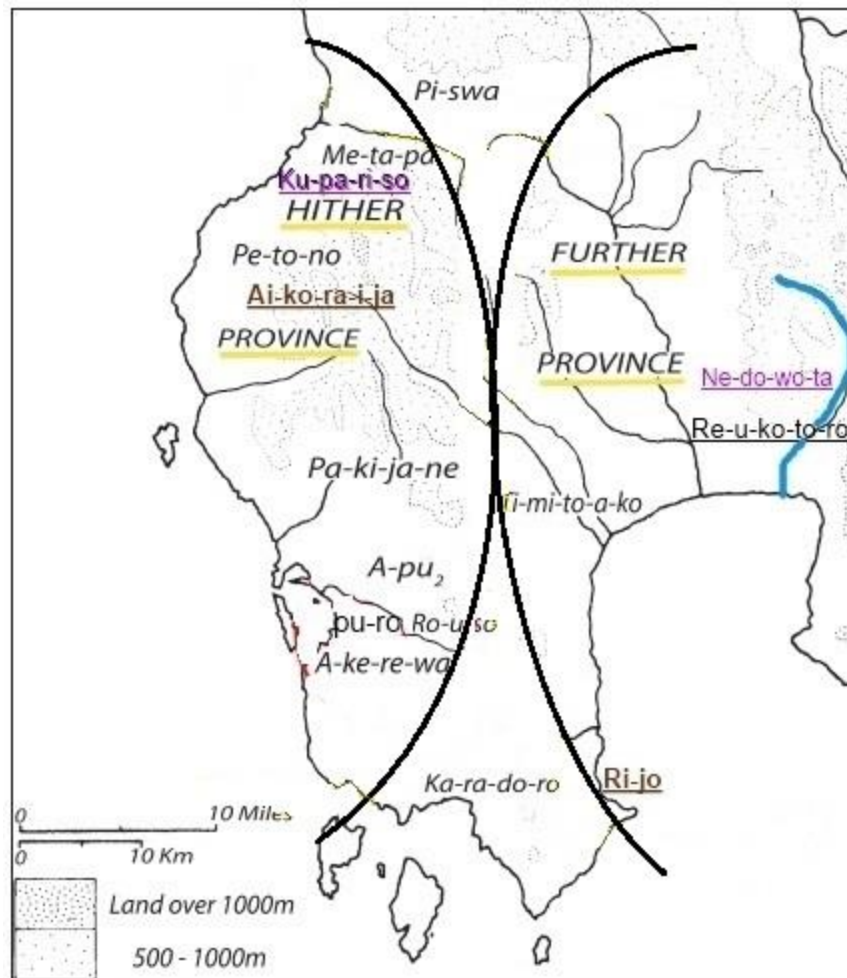 Pi-swa
Me-ta-pa
Ku-pa-ri-so
HITHER
Pe-to-no
FURTHER
Ai-ko-ra-i-ja
PROVINCE
PROVINCE
Ne-do-wo-ta
Re-u-ko-to-ro
Pa-ki-ja-ne
Ti-mi-to-a-ko
A-pu₂
pu-ro Ro-u-so
A-ke-re-wa
Ka-ra-do-ro
Ri-jo
0 10 Miles
0 10 Km
Land over 1000m
500 - 1000m